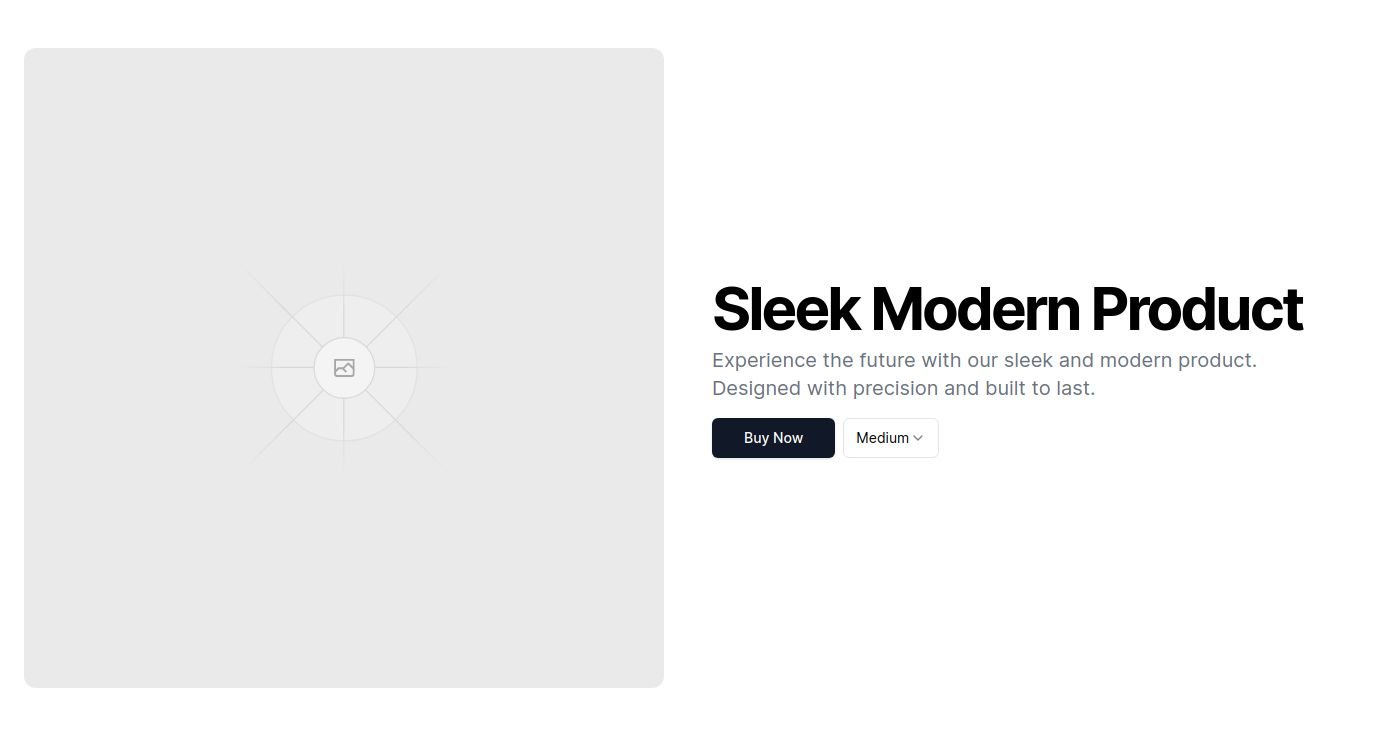 Sleek Modern Product
Experience the future with our sleek and modern product.
Designed with precision and built to last.
Buy Now
Medium